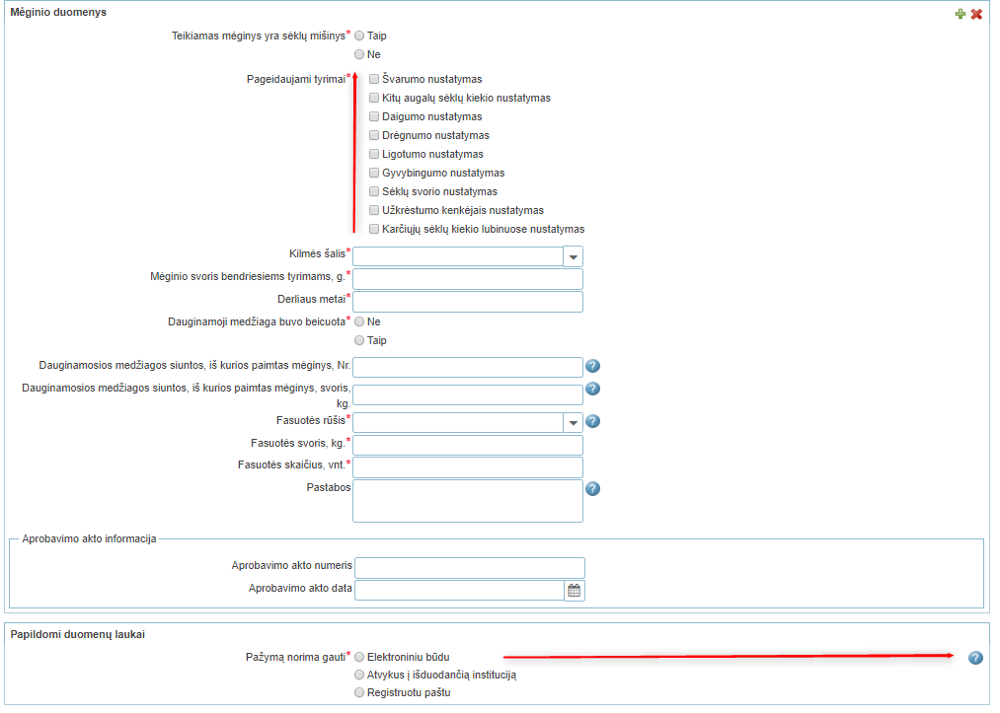 Mėginio duomenys
Teikiamas mėginys yra sėklų mišinys* Taip
Ne
Pageidaujami tyrimai* Švarumo nustatymas
Kitų augalų sėklų kiekio nustatymas
Daigumo nustatymas
Drėgnumo nustatymas
Ligotumo nustatymas
Gyvybingumo nustatymas
Sėklų svorio nustatymas
Užkrėstumo kenkėjais nustatymas
Karčiųjų sėklų kiekio lubinuose nustatymas
Kilmės šalis*
Mėginio svoris bendriesiems tyrimams, g.*
Derliaus metai*
Dauginamoji medžiaga buvo beicuota* Ne
Taip
Dauginamosios medžiagos siuntos, iš kurios paimtas mėginys, Nr. ?
Dauginamosios medžiagos siuntos, iš kurios paimtas mėginys, svoris, ?
kg.
Fasuotės rūšis* ?
Fasuotės svoris, kg.*
Fasuotės skaičius, vnt.*
Pastabos ?
Aprobavimo akto informacija
Aprobavimo akto numeris
Aprobavimo akto data
Papildomi duomenų laukai
Pažymą norima gauti* Elektroniniu būdu ?
Atvykus į išduodančią instituciją
Registruotu paštu